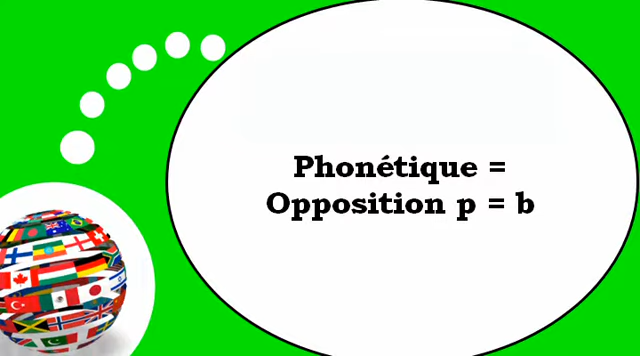 Phonétique =
Opposition p = b